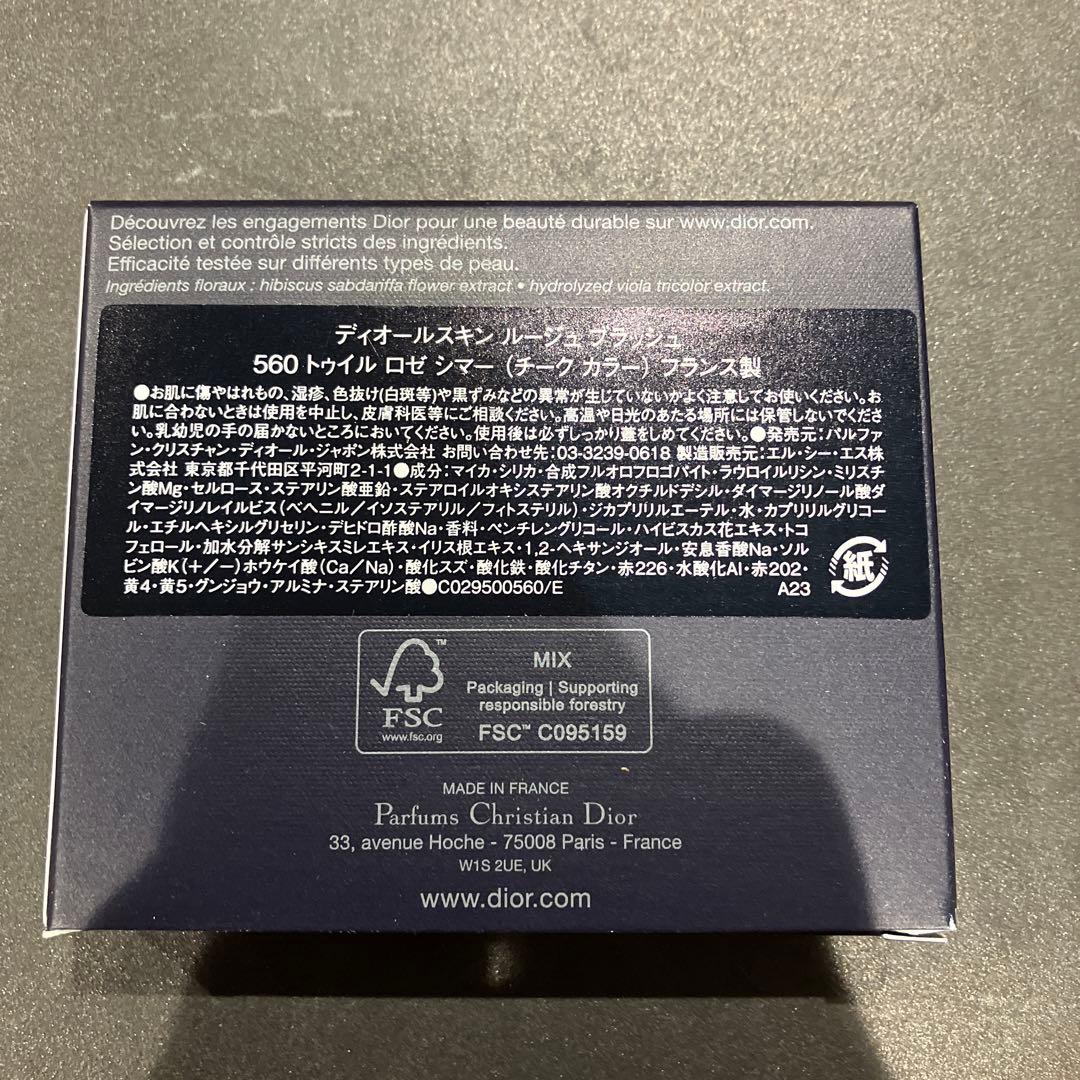 Découvrez les engagements Dior pour une beauté durable sur www.dior.com.
Sélection et contrôle stricts des ingrédients.
Efficacité testée sur différents types de peau.
Ingrédients floraux : hibiscus sabdariffa flower extract • hydrolyzed viola tricolor extract.
ディオールスキン ルージュ ブラッシュ
560 トゥイル ロゼ シマー (チーク カラー) フランス製
●お肌に傷やはれもの、湿疹、色抜け(白斑等)や黒ずみなどの異常が生じていないかよく注意してお使いください。お
肌に合わないときは使用を中止し、皮膚科医等にご相談ください。高温や日光のあたる場所には保管しないでくださ
い。乳幼児の手の届かないところにおいてください。使用後は必ずしっかり蓋をしめてください。●発売元：パルファ
ン・クリスチャン・ディオール・ジャポン株式会社 お問い合わせ先：03-3239-0618 製造販売元：エル・シー・エス株
式会社 東京都千代田区平河町2-1-1●成分：マイカ・シリカ・合成フルオロフロゴパイト・ラウロイルリシン・ミリスチ
ン酸Mg・セルロース・ステアリン酸亜鉛・ステアロイルオキシステアリン酸オクチルドデシル・ダイマージリノール酸ダ
イマージリノレイルビス(ベヘニル／イソステアリル／フィトステリル)・ジカプリリルエーテル・水・カプリリルグリコー
ル・エチルヘキシルグリセリン・デヒドロ酢酸Na・香料・ペンチレングリコール・ハイビスカス花エキス・トコ
フェロール・加水分解サンシキスミレエキス・イリス根エキス・1,2-ヘキサンジオール・安息香酸Na・ソル
ビン酸K(＋／－)ホウケイ酸(Ca／Na)・酸化スズ・酸化鉄・酸化チタン・赤226・水酸化Al・赤202・
黄4・黄5・グンジョウ・アルミナ・ステアリン酸●C029500560/E A23
紙
FSC™
www.fsc.org
MIX
Packaging | Supporting
responsible forestry
FSC™ C095159
MADE IN FRANCE
Parfums Christian Dior
33, avenue Hoche - 75008 Paris - France
W1S 2UE, UK
www.dior.com